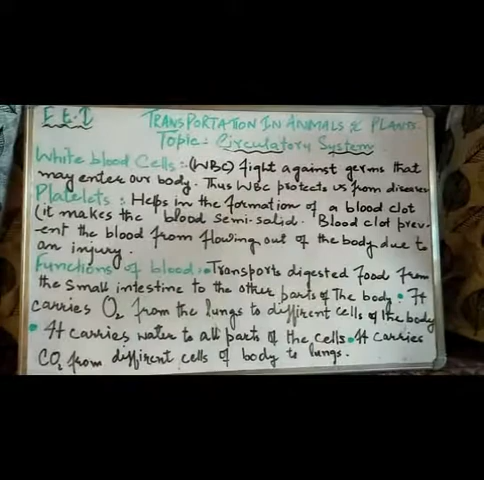 E.E.I
TRANSPORTATION IN ANIMALS & PLANTS
Topic: Circulatory System
White blood Cells:- (WBC) fight against germs that
may enter our body. Thus WBC protects us from diseases
Platelets: Helps in the formation of a blood clot
(it makes the blood semi-solid. Blood clot prev-
ent the blood from flowing out of the body due to
an injury.
Functions of blood:• Transports digested food from
the small intestine to the other parts of The body • It
carries O2 from the lungs to diffirent cells of the body
• It carries water to all parts of the cells • It carries
CO2 from diffirent cells of body to lungs.